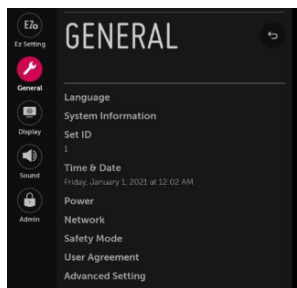 EZ
Ez Setting
General
Display
Sound
Admin
GENERAL
Language
System Information
Set ID
1
Time & Date
Friday, January 1, 2021 at 12:02 AM
Power
Network
Safety Mode
User Agreement
Advanced Setting